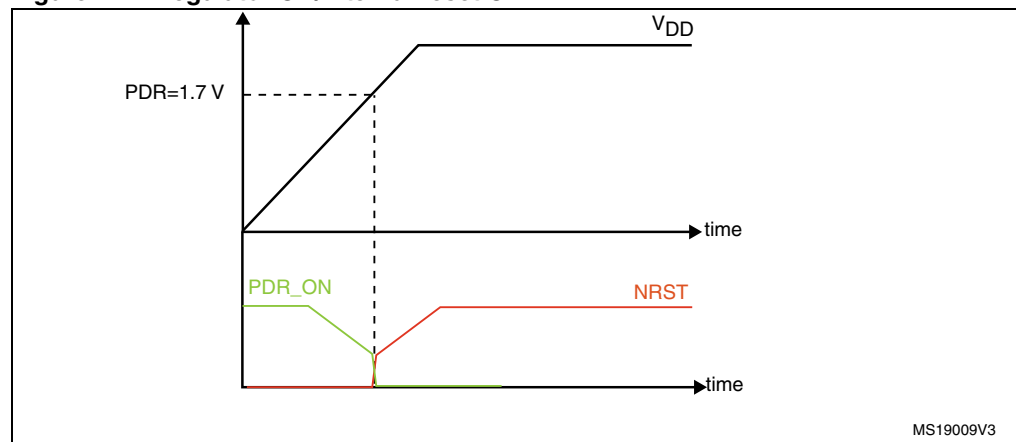 VDD
PDR=1.7 V
time
PDR_ON
NRST
time
MS19009V3